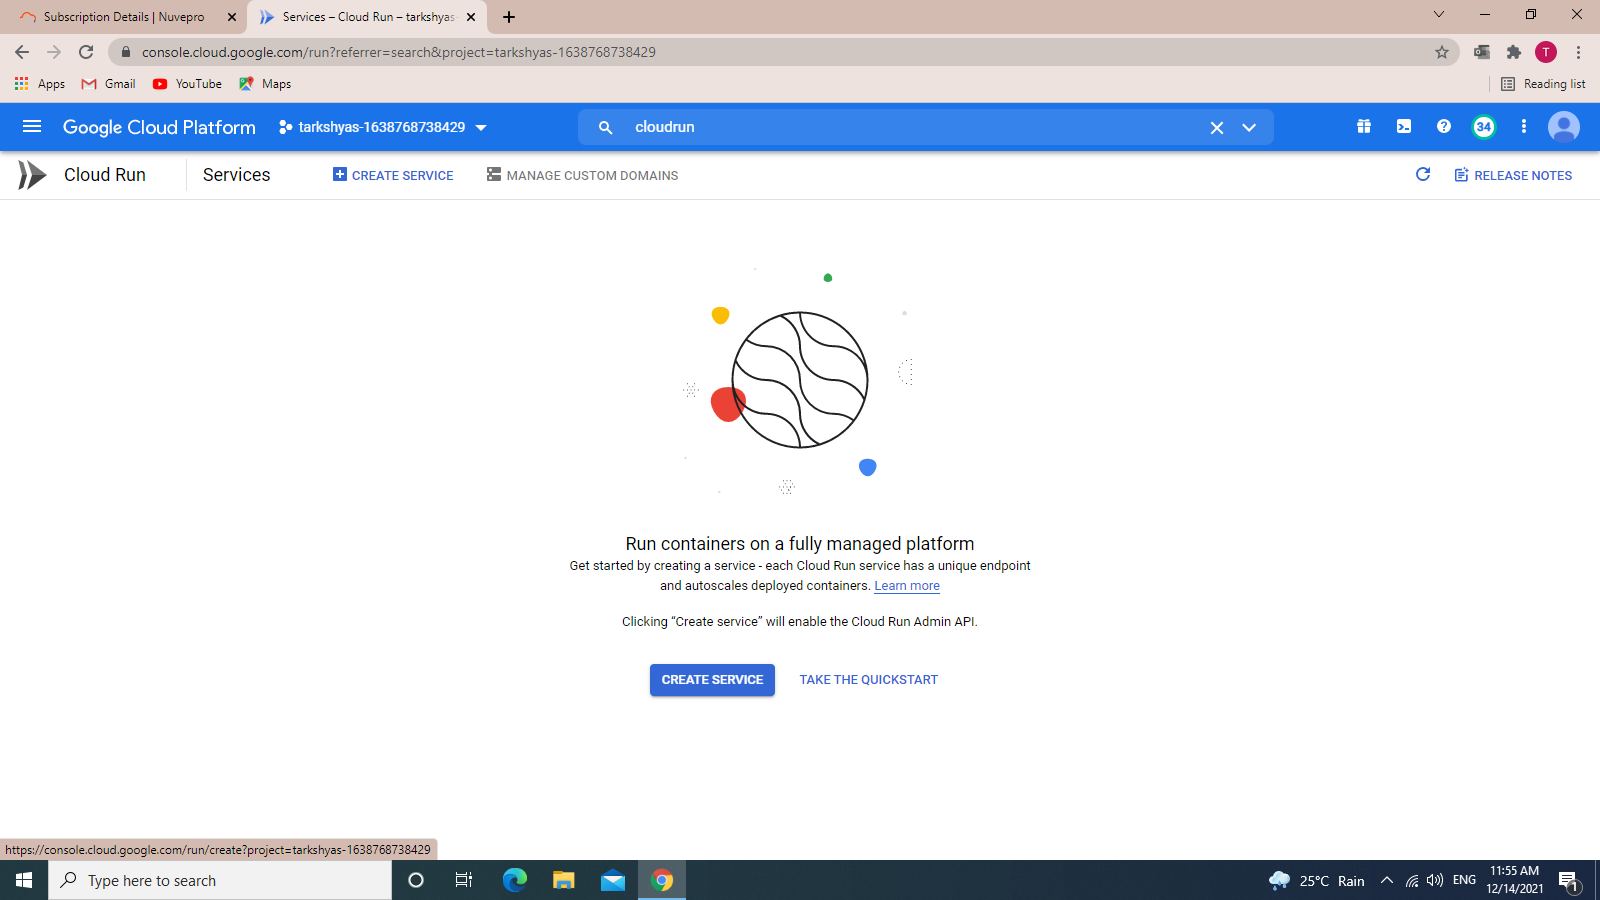 Subscription Details | Nuvepro
Services – Cloud Run – tarkshyas-
console.cloud.google.com/run?referrer=search&project=tarkshyas-1638768738429
T
Apps
Gmail
YouTube
Maps
Reading list
Google Cloud Platform
tarkshyas-1638768738429
cloudrun
34
Cloud Run
Services
CREATE SERVICE
MANAGE CUSTOM DOMAINS
RELEASE NOTES
Run containers on a fully managed platform
Get started by creating a service - each Cloud Run service has a unique endpoint
and autoscales deployed containers. Learn more
Clicking “Create service” will enable the Cloud Run Admin API.
CREATE SERVICE
TAKE THE QUICKSTART
https://console.cloud.google.com/run/create?project=tarkshyas-1638768738429
Type here to search
25°C Rain
ENG
11:55 AM
12/14/2021
1